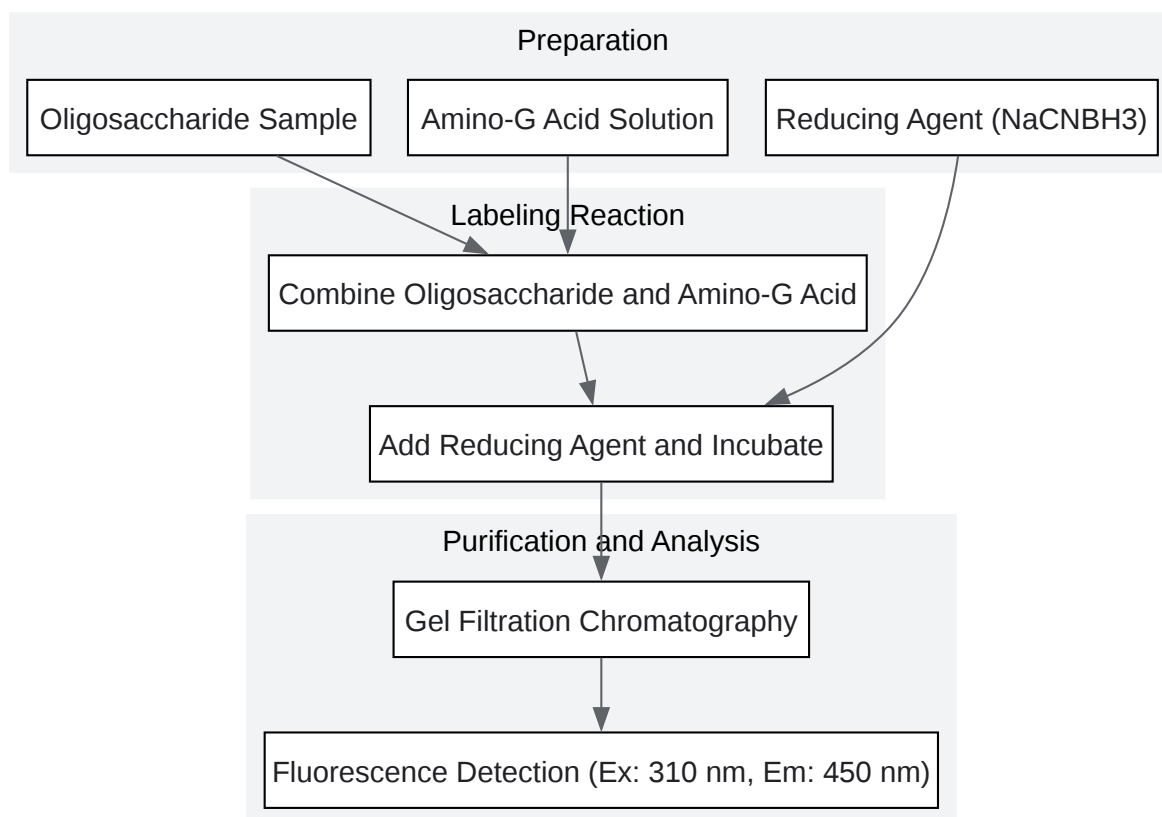 Preparation
Oligosaccharide Sample
Amino-G Acid Solution
Reducing Agent (NaCNBH3)
Labeling Reaction
Combine Oligosaccharide and Amino-G Acid
Add Reducing Agent and Incubate
Purification and Analysis
Gel Filtration Chromatography
Fluorescence Detection (Ex: 310 nm, Em: 450 nm)